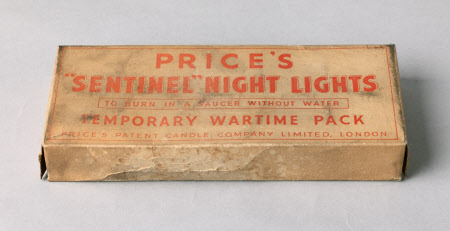 PRICE'S
"SENTINEL" NIGHT LIGHTS
TO BURN IN A SAUCER WITHOUT WATER
TEMPORARY WARTIME PACK
PRICE'S PATENT CANDLE COMPANY LIMITED, LONDON